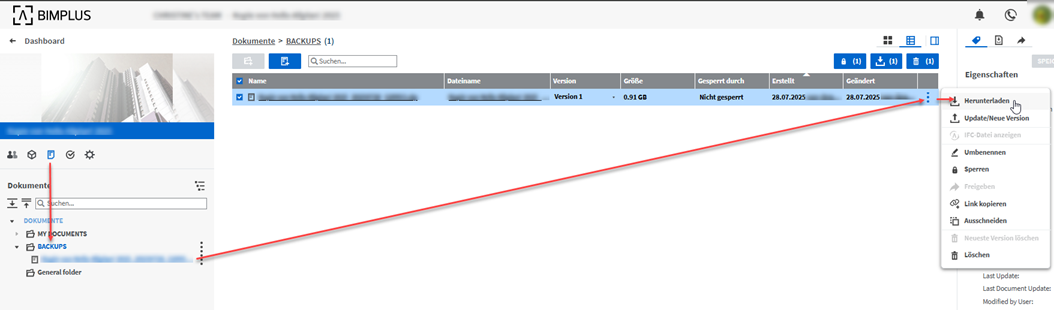 BIMPLUS
Dashboard
Dokumente > BACKUPS (1)
Suchen...
(1) (1) (1)
Name Dateiname Version Größe Gesperrt durch Erstellt Geändert
Version 1 0.91 GB Nicht gesperrt 28.07.2025 28.07.2025
Dokumente
Suchen...
DOKUMENTE
MY DOCUMENTS
BACKUPS
General folder
Eigenschaften
Herunterladen
Update/Neue Version
IFC-Datei anzeigen
Umbenennen
Sperren
Freigeben
Link kopieren
Ausschneiden
Neueste Version löschen
Löschen
Last Update:
Last Document Update:
Modified by User: